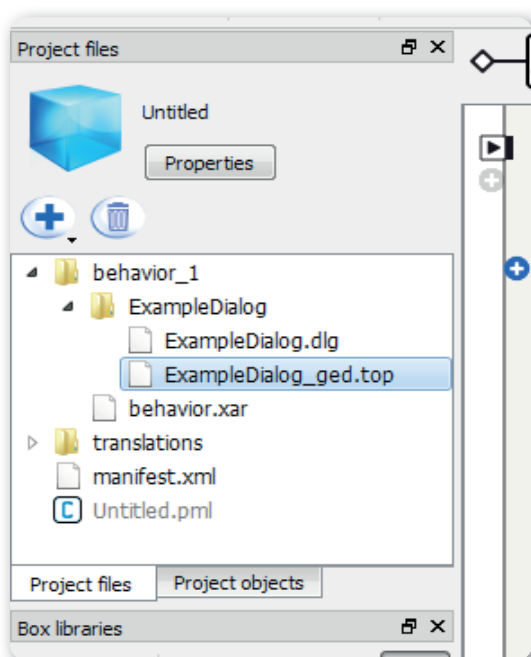 Project files
Untitled
Properties
behavior_1
ExampleDialog
ExampleDialog.dlg
ExampleDialog_ged.top
behavior.xar
translations
manifest.xml
C Untitled.pml
Project files Project objects
Box libraries